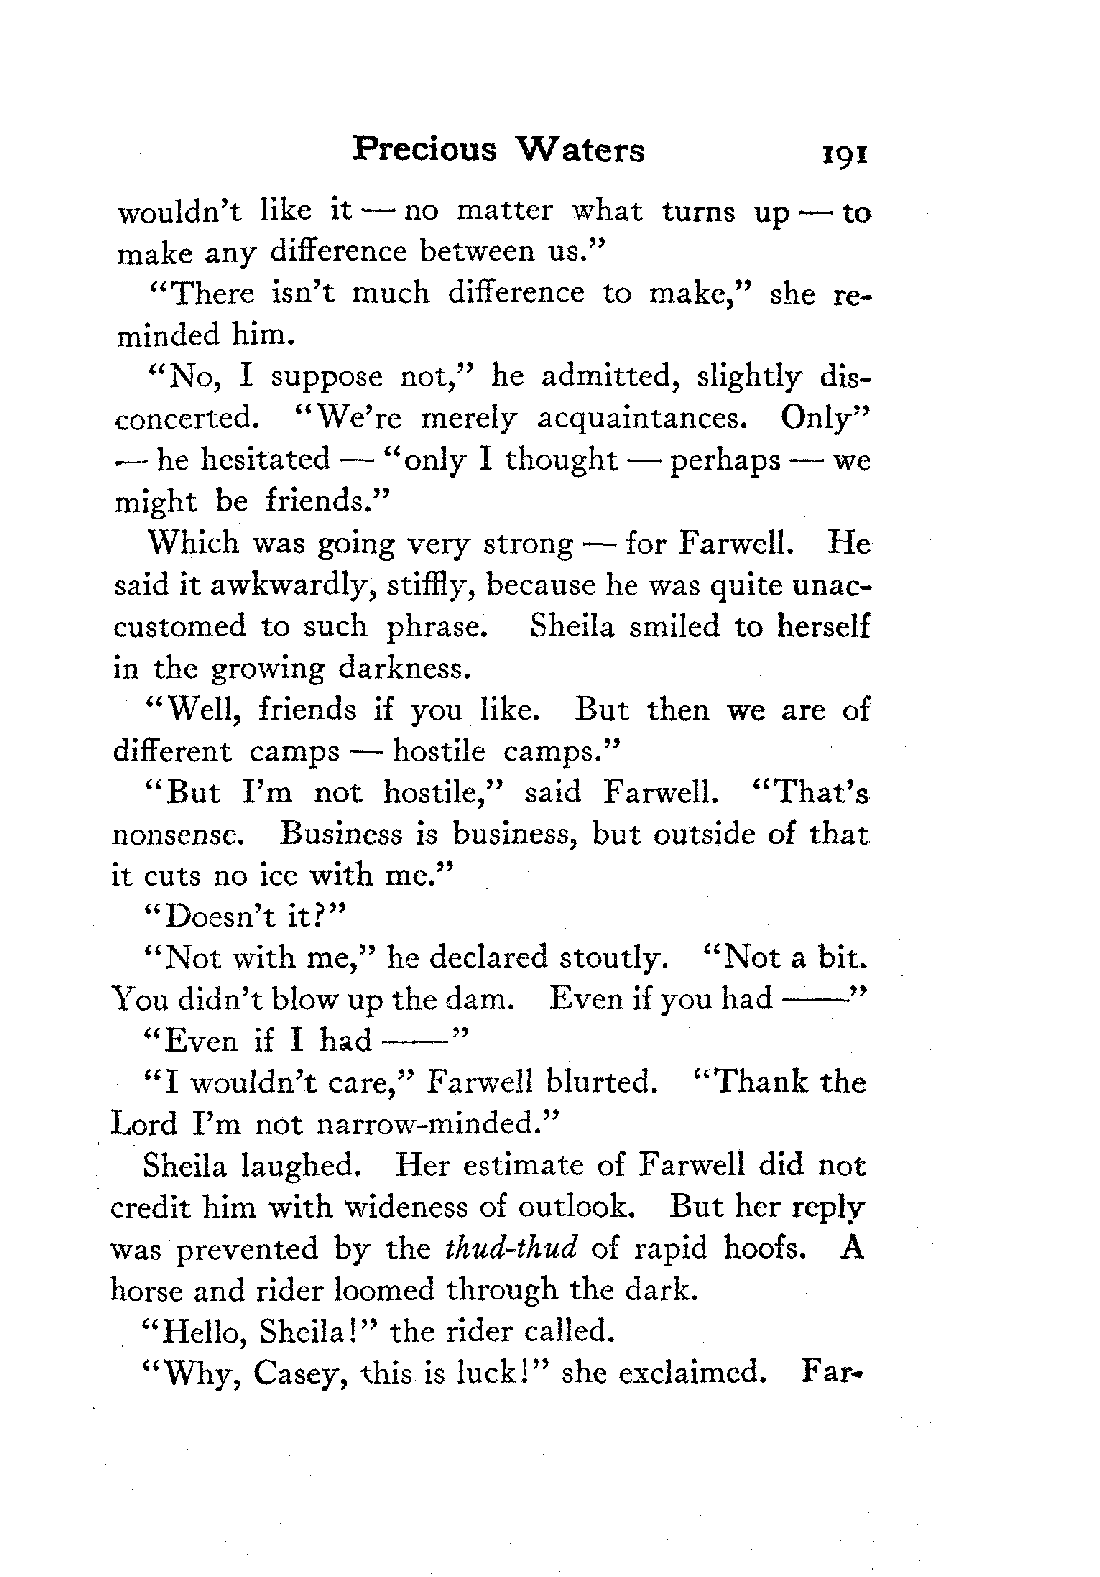 Precious Waters 191
wouldn't like it — no matter what turns up — to
make any difference between us."
"There isn't much difference to make," she re-
minded him.
"No, I suppose not," he admitted, slightly dis-
concerted. "We're merely acquaintances. Only"
— he hesitated — "only I thought — perhaps — we
might be friends."
Which was going very strong — for Farwell. He
said it awkwardly, stiffly, because he was quite unac-
customed to such phrase. Sheila smiled to herself
in the growing darkness.
"Well, friends if you like. But then we are of
different camps — hostile camps."
"But I'm not hostile," said Farwell. "That's
nonsense. Business is business, but outside of that
it cuts no ice with me."
"Doesn't it?"
"Not with me," he declared stoutly. "Not a bit.
You didn't blow up the dam. Even if you had ——"
"Even if I had ——"
"I wouldn't care," Farwell blurted. "Thank the
Lord I'm not narrow-minded."
Sheila laughed. Her estimate of Farwell did not
credit him with wideness of outlook. But her reply
was prevented by the thud-thud of rapid hoofs. A
horse and rider loomed through the dark.
"Hello, Sheila!" the rider called.
"Why, Casey, this is luck!" she exclaimed. Far-